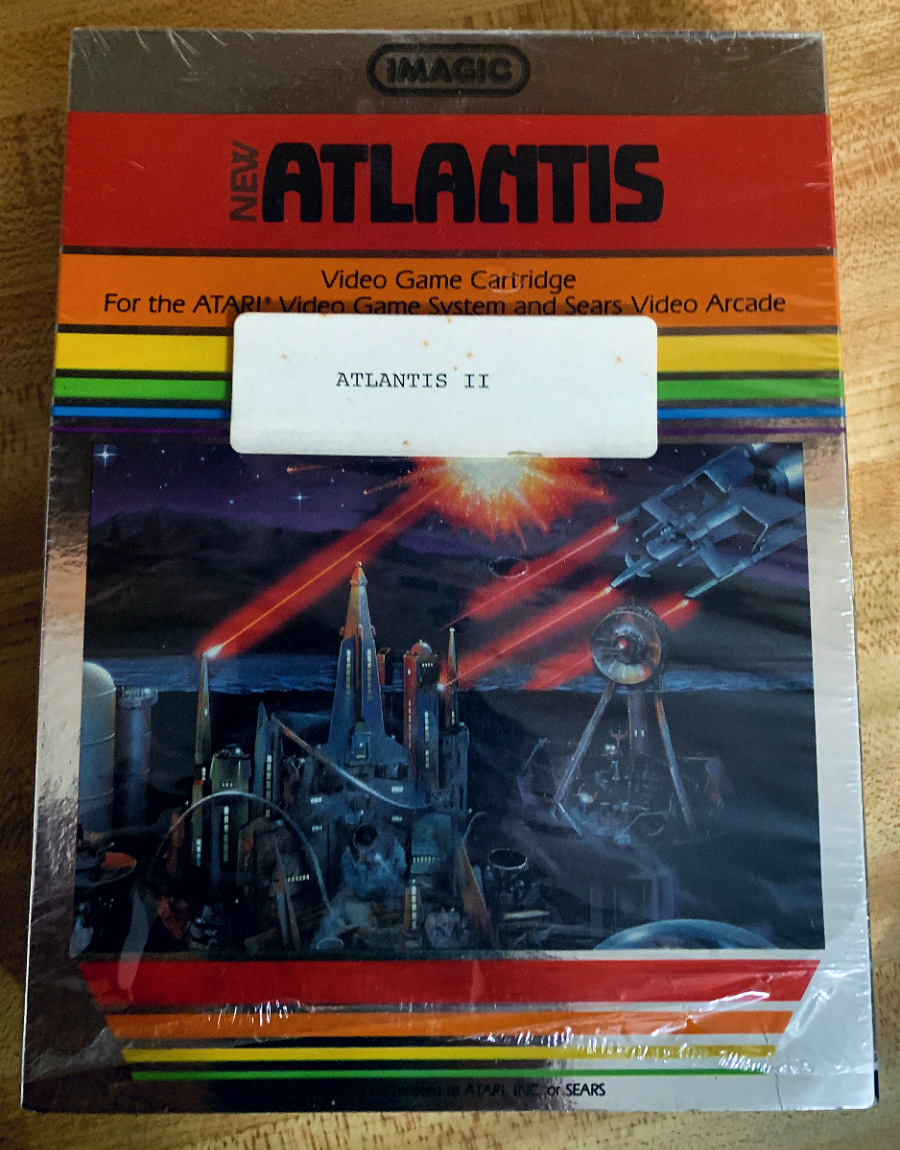 IMAGIC
NEW
ATLANTIS
Video Game Cartridge
For the ATARI® Video Game System and Sears Video Arcade
ATLANTIS II
to ATARI, INC. or SEARS